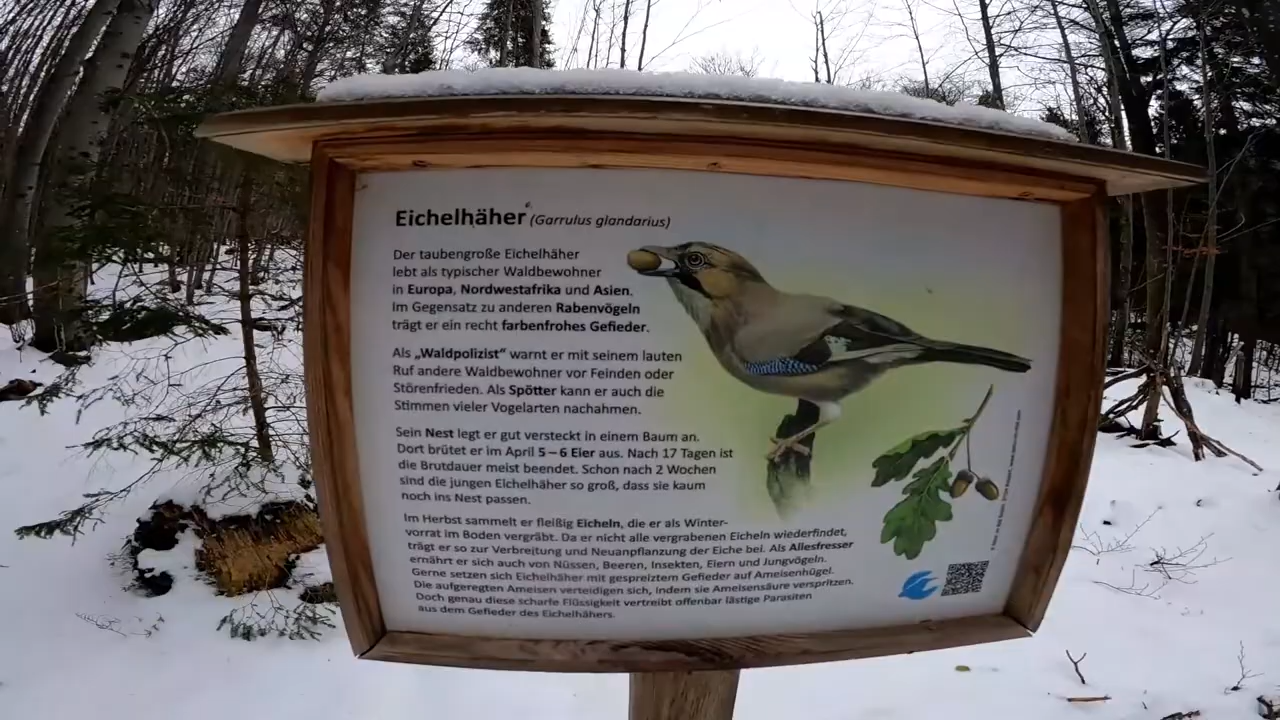 Eichelhäher (Garrulus glandarius)
Der taubengroße Eichelhäher
lebt als typischer Waldbewohner
in Europa, Nordwestafrika und Asien.
Im Gegensatz zu anderen Rabenvögeln
trägt er ein recht farbenfrohes Gefieder.
Als „Waldpolizist“ warnt er mit seinem lauten
Ruf andere Waldbewohner vor Feinden oder
Störenfrieden. Als Spötter kann er auch die
Stimmen vieler Vogelarten nachahmen.
Sein Nest legt er gut versteckt in einem Baum an.
Dort brütet er im April 5 – 6 Eier aus. Nach 17 Tagen ist
die Brutdauer meist beendet. Schon nach 2 Wochen
sind die jungen Eichelhäher so groß, dass sie kaum
noch ins Nest passen.
Im Herbst sammelt er fleißig Eicheln, die er als Winter-
vorrat im Boden vergräbt. Da er nicht alle vergrabenen Eicheln wiederfindet,
trägt er so zur Verbreitung und Neuanpflanzung der Eiche bei. Als Allesfresser
ernährt er sich auch von Nüssen, Beeren, Insekten, Eiern und Jungvögeln.
Gerne setzen sich Eichelhäher mit gespreiztem Gefieder auf Ameisenhügel.
Die aufgeregten Ameisen verteidigen sich, indem sie Ameisensäure verspritzen.
Doch genau diese scharfe Flüssigkeit vertreibt offenbar lästige Parasiten
aus dem Gefieder des Eichelhähers.